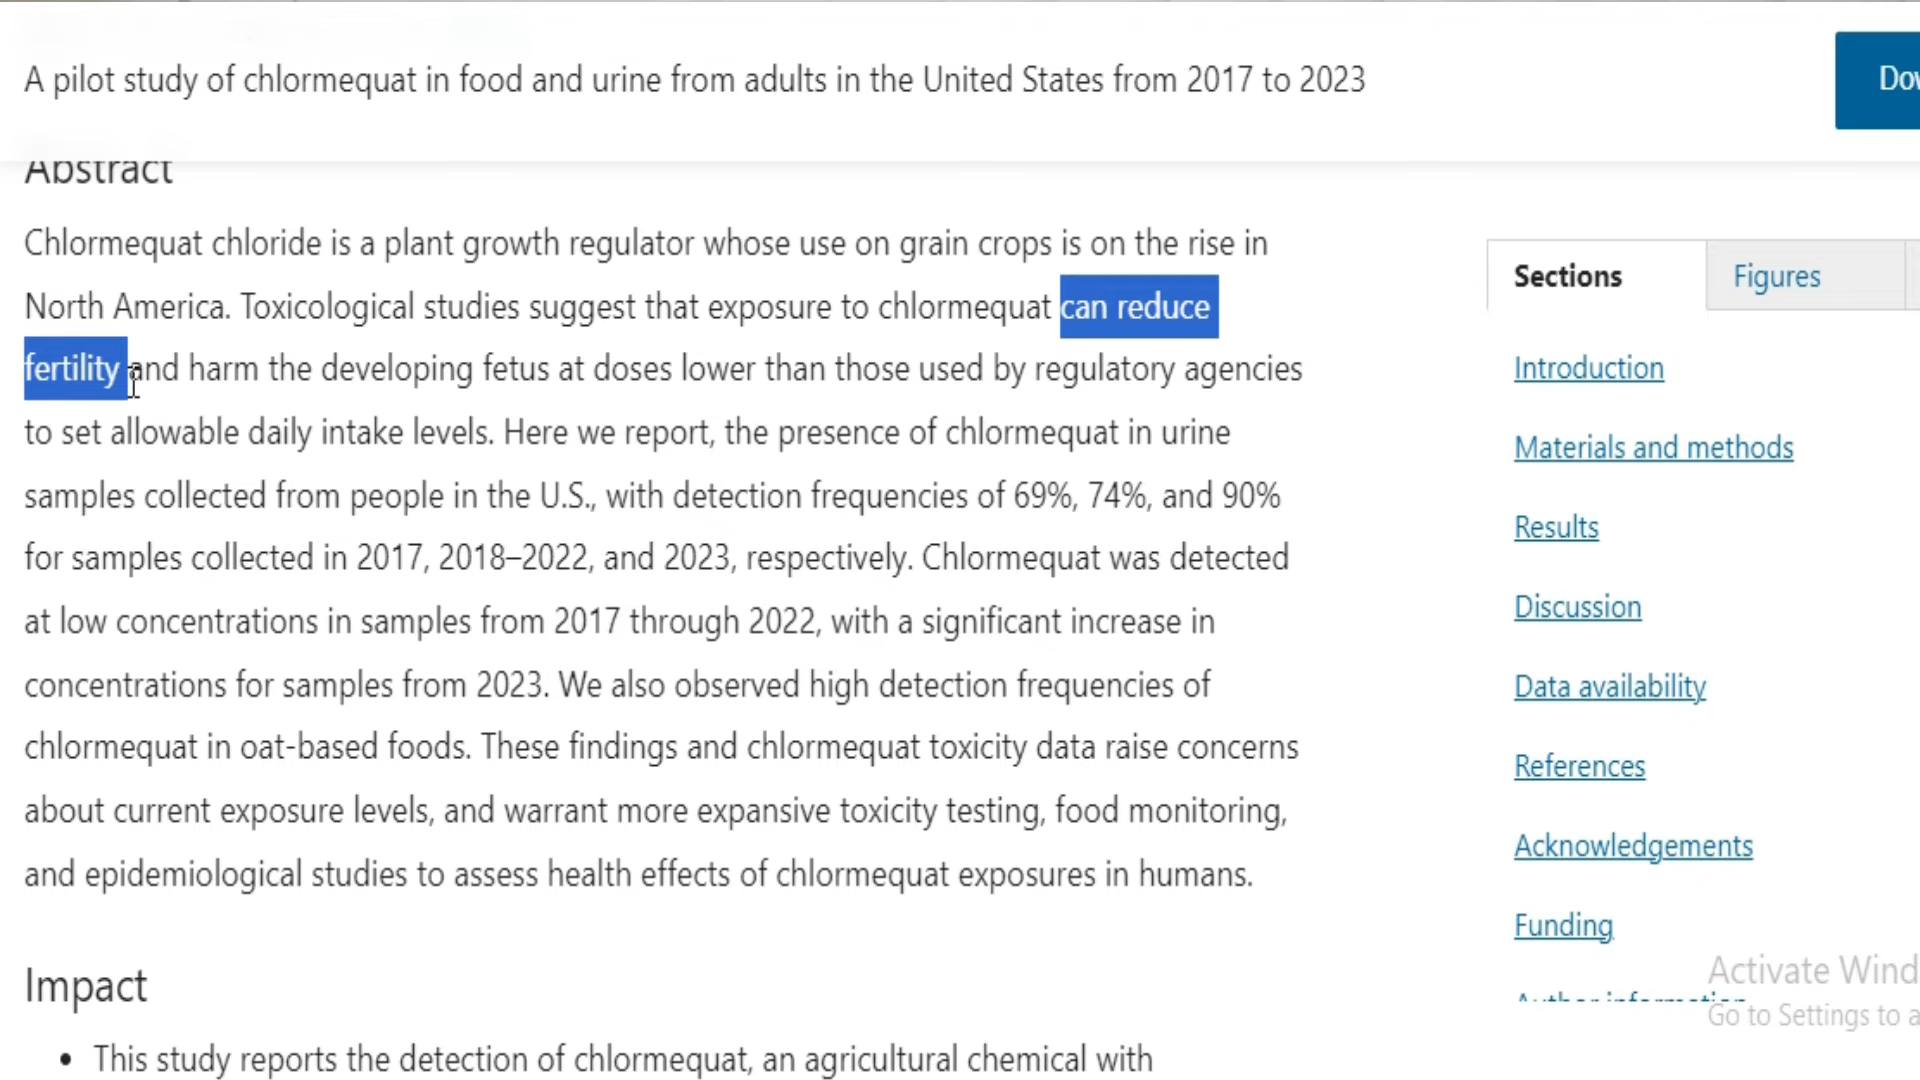 A pilot study of chlormequat in food and urine from adults in the United States from 2017 to 2023
Abstract
Chlormequat chloride is a plant growth regulator whose use on grain crops is on the rise in
North America. Toxicological studies suggest that exposure to chlormequat can reduce
fertility and harm the developing fetus at doses lower than those used by regulatory agencies
to set allowable daily intake levels. Here we report, the presence of chlormequat in urine
samples collected from people in the U.S., with detection frequencies of 69%, 74%, and 90%
for samples collected in 2017, 2018–2022, and 2023, respectively. Chlormequat was detected
at low concentrations in samples from 2017 through 2022, with a significant increase in
concentrations for samples from 2023. We also observed high detection frequencies of
chlormequat in oat-based foods. These findings and chlormequat toxicity data raise concerns
about current exposure levels, and warrant more expansive toxicity testing, food monitoring,
and epidemiological studies to assess health effects of chlormequat exposures in humans.
Impact
• This study reports the detection of chlormequat, an agricultural chemical with
Dow
Sections
Figures
Introduction
Materials and methods
Results
Discussion
Data availability
References
Acknowledgements
Funding
Author information
Activate Wind
Go to Settings to a